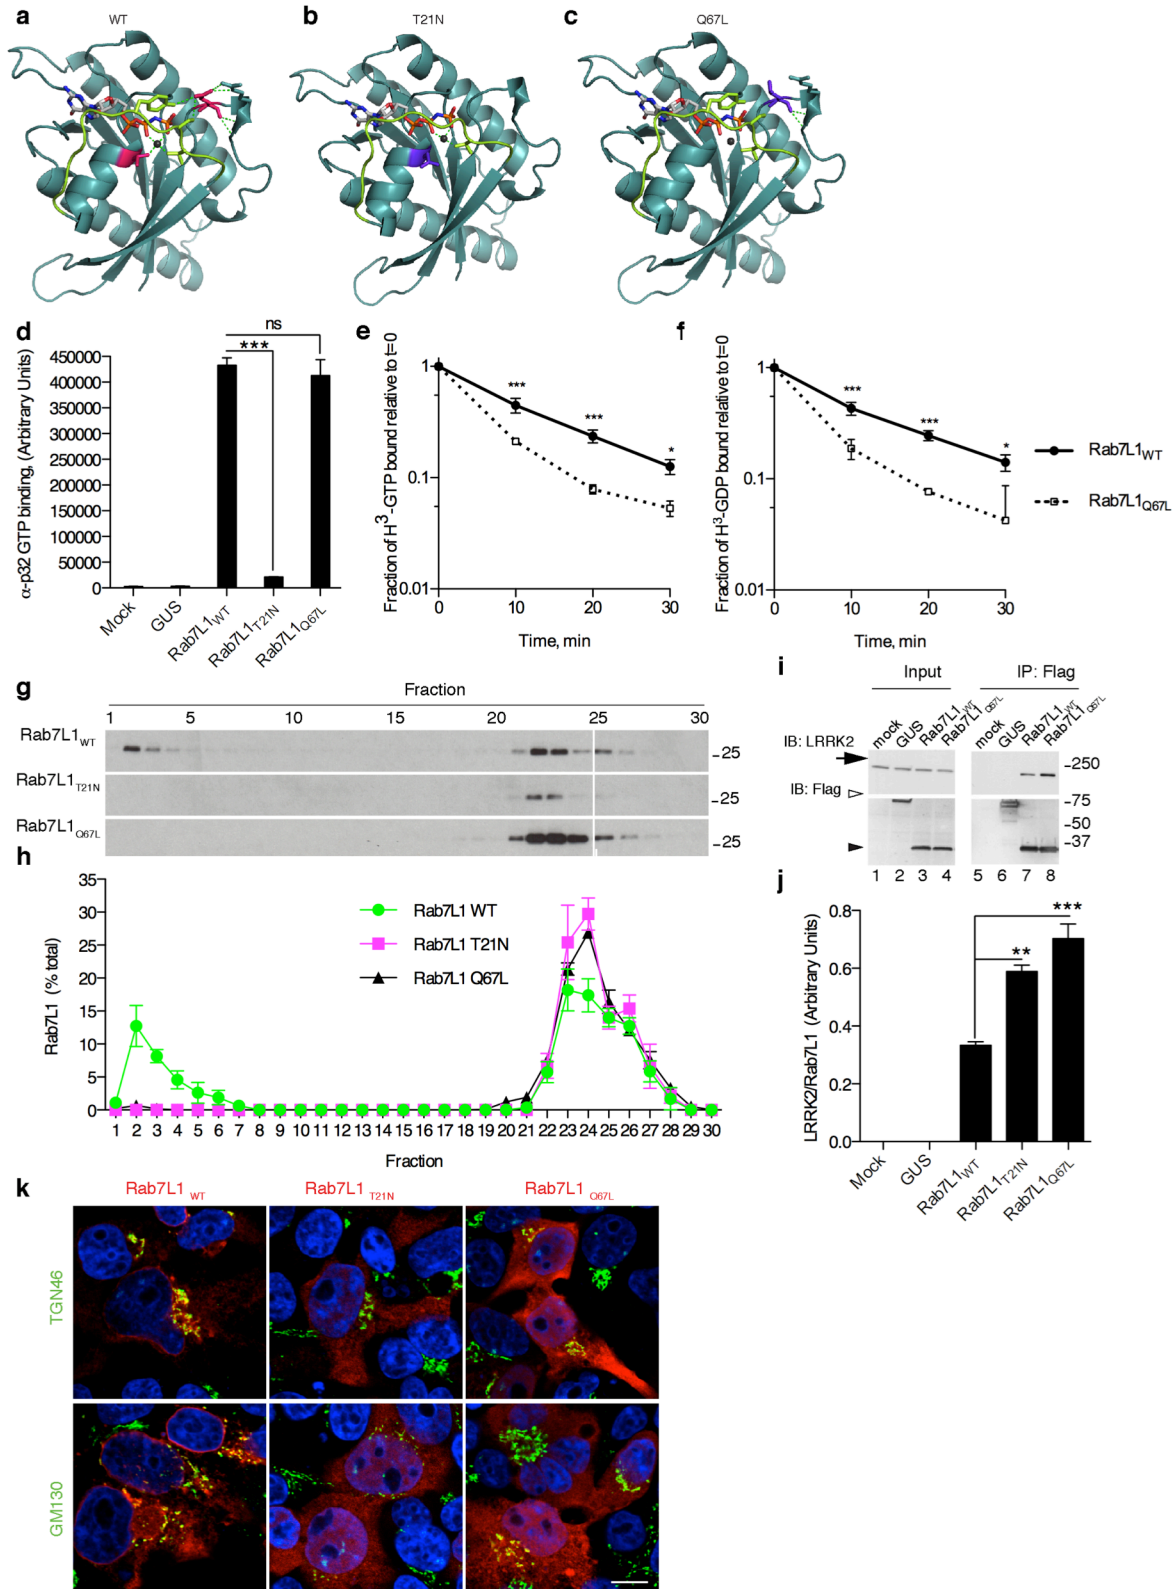 a WT b T21N c Q67L
d
ns
***
α-p32 GTP binding, (Arbitrary Units)
450000
400000
350000
300000
250000
200000
150000
100000
50000
0
Mock GUS Rab7L1WT Rab7L1T21N Rab7L1Q67L
e
Fraction of H3-GTP bound relative to t=0
1
0.1
0.01
*** *** *
0 10 20 30
Time, min
f
Fraction of H3-GDP bound relative to t=0
1
0.1
0.01
*** *** *
0 10 20 30
Time, min
Rab7L1WT
Rab7L1Q67L
g
Fraction
1 5 10 15 20 25 30
Rab7L1WT -25
Rab7L1T21N -25
Rab7L1Q67L -25
h
Rab7L1 (% total)
35
30
25
20
15
10
5
0
Rab7L1 WT
Rab7L1 T21N
Rab7L1 Q67L
1 2 3 4 5 6 7 8 9 10 11 12 13 14 15 16 17 18 19 20 21 22 23 24 25 26 27 28 29 30
Fraction
i
Input IP: Flag
mock GUS Rab7L1WT Rab7L1Q67L mock GUS Rab7L1WT Rab7L1Q67L
IB: LRRK2
-250
IB: Flag
-75
-50
-37
1 2 3 4 5 6 7 8
j
LRRK2/Rab7L1 (Arbitrary Units)
0.8
0.6
0.4
0.2
0.0
***
**
Mock GUS Rab7L1WT Rab7L1T21N Rab7L1Q67L
k
Rab7L1 WT Rab7L1 T21N Rab7L1 Q67L
TGN46
GM130